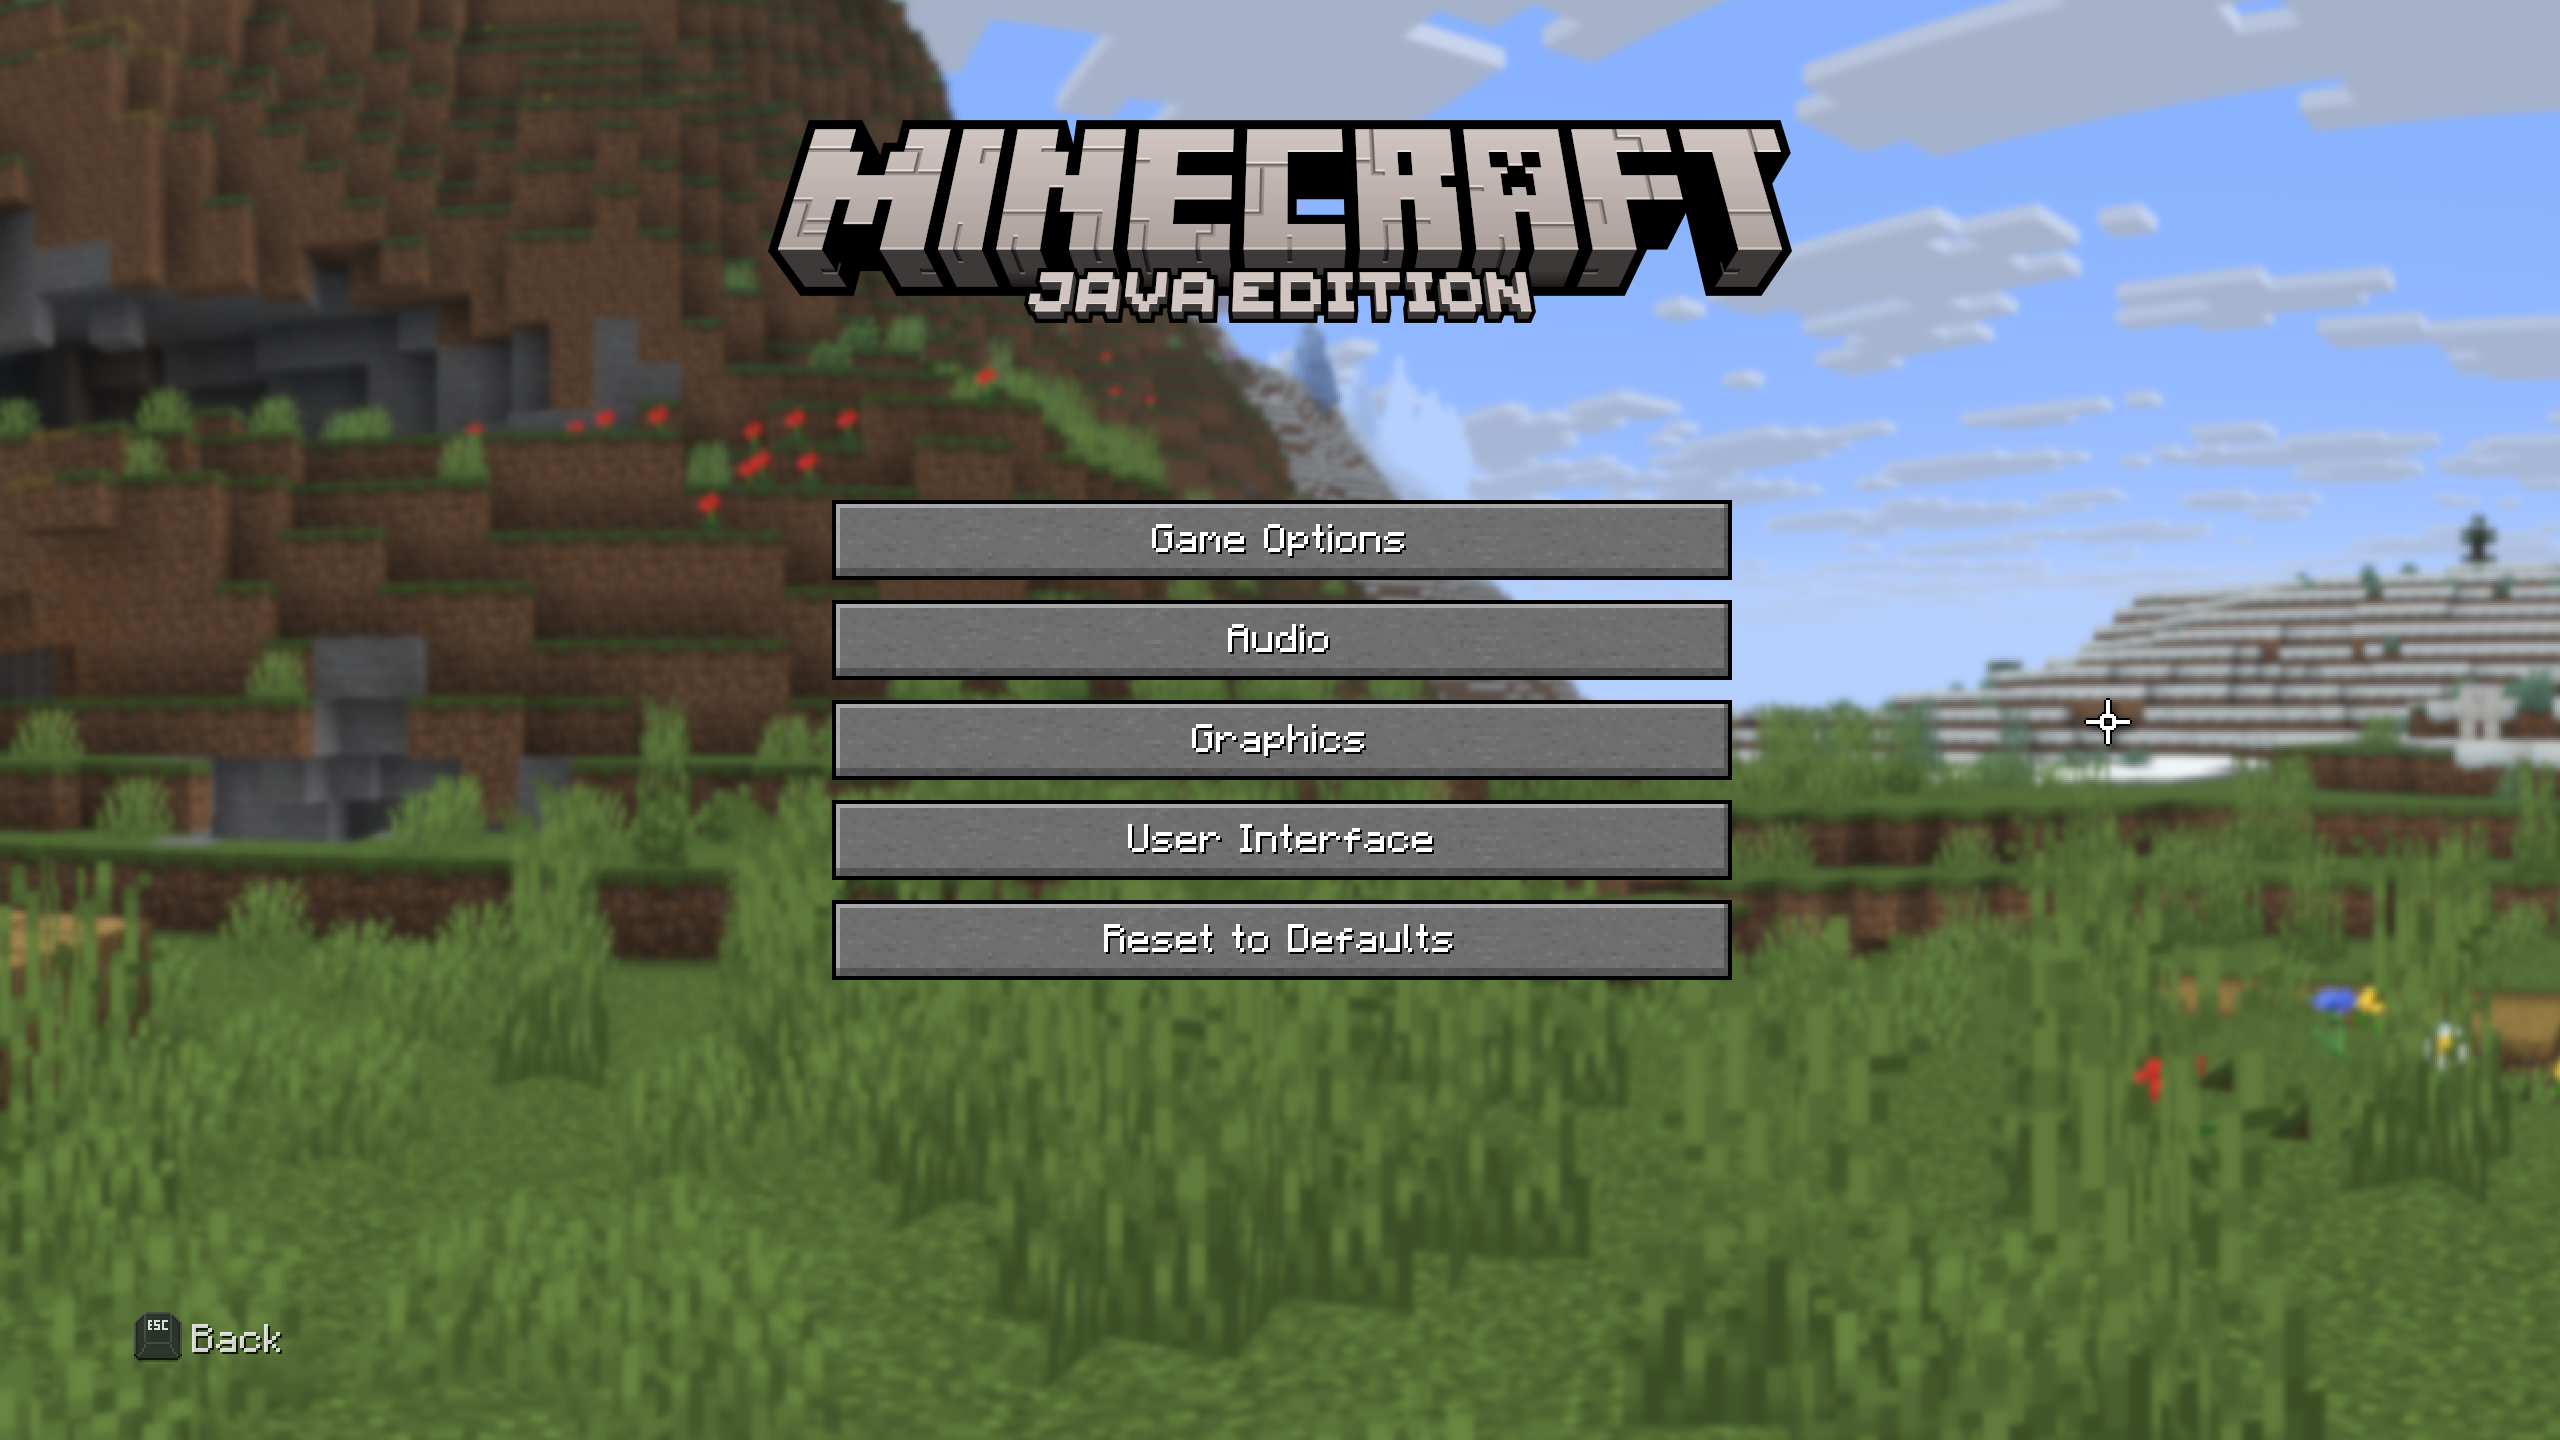 MINECRAFT
JAVA EDITION
Game Options
Audio
Graphics
User Interface
Reset to Defaults
ESC Back